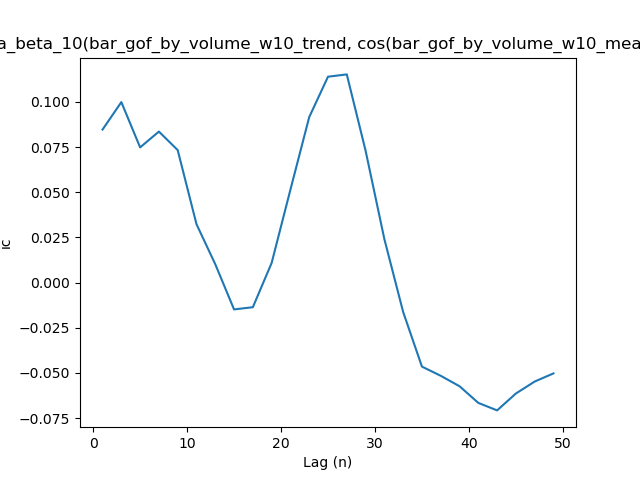 a_beta_10(bar_gof_by_volume_w10_trend, cos(bar_gof_by_volume_w10_mea
0.100
0.075
0.050
0.025
0.000
−0.025
−0.050
−0.075
IC
0 10 20 30 40 50
Lag (n)